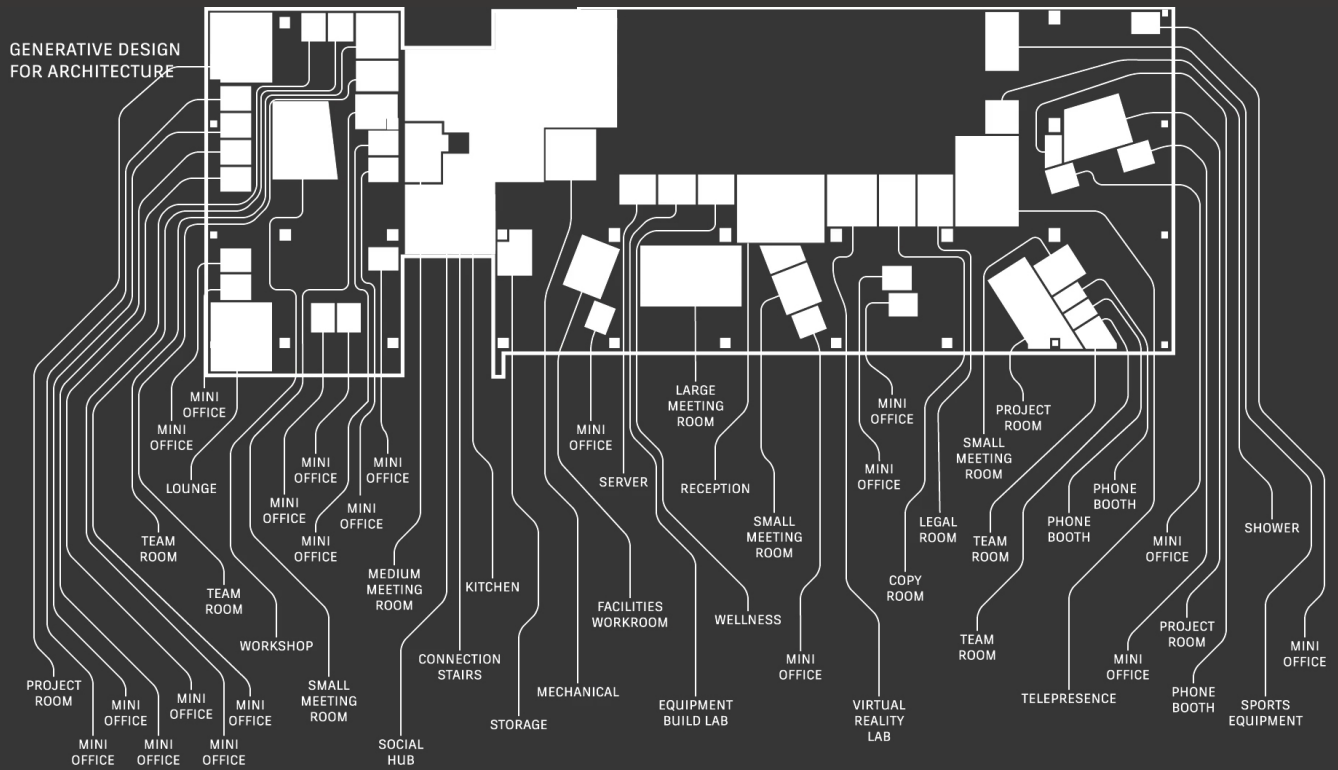 GENERATIVE DESIGN
FOR ARCHITECTURE
MINI
OFFICE
MINI
OFFICE
LOUNGE
TEAM
ROOM
TEAM
ROOM
WORKSHOP
SMALL
MEETING
ROOM
MINI
OFFICE
MINI
OFFICE
MINI
OFFICE
MINI
OFFICE
MINI
OFFICE
PROJECT
ROOM
MINI
OFFICE
MINI
OFFICE
MINI
OFFICE
MINI
OFFICE
MINI
OFFICE
MINI
OFFICE
MEDIUM
MEETING
ROOM
SOCIAL
HUB
CONNECTION
STAIRS
KITCHEN
STORAGE
MECHANICAL
FACILITIES
WORKROOM
MINI
OFFICE
SERVER
LARGE
MEETING
ROOM
RECEPTION
EQUIPMENT
BUILD LAB
WELLNESS
SMALL
MEETING
ROOM
MINI
OFFICE
MINI
OFFICE
MINI
OFFICE
VIRTUAL
REALITY
LAB
COPY
ROOM
LEGAL
ROOM
SMALL
MEETING
ROOM
PROJECT
ROOM
TEAM
ROOM
TEAM
ROOM
PHONE
BOOTH
PHONE
BOOTH
TELEPRESENCE
MINI
OFFICE
MINI
OFFICE
PROJECT
ROOM
PHONE
BOOTH
SHOWER
SPORTS
EQUIPMENT
MINI
OFFICE